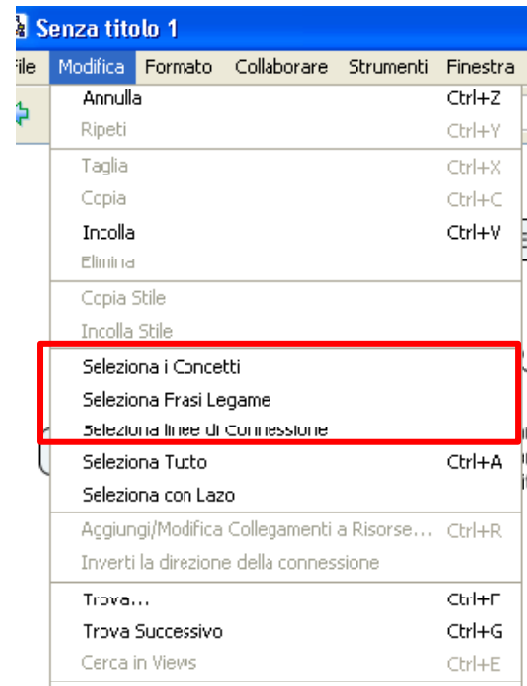 Senza titolo 1
File Modifica Formato Collaborare Strumenti Finestra
Annulla Ctrl+Z
Ripeti Ctrl+Y
Taglia Ctrl+X
Copia Ctrl+C
Incolla Ctrl+V
Elimina
Copia Stile
Incolla Stile
Seleziona i Concetti
Seleziona Frasi Legame
Seleziona linee di Connessione
Seleziona Tutto Ctrl+A
Seleziona con Lazo
Aggiungi/Modifica Collegamenti a Risorse... Ctrl+R
Inverti la direzione della connessione
Trova... Ctrl+F
Trova Successivo Ctrl+G
Cerca in Views Ctrl+E